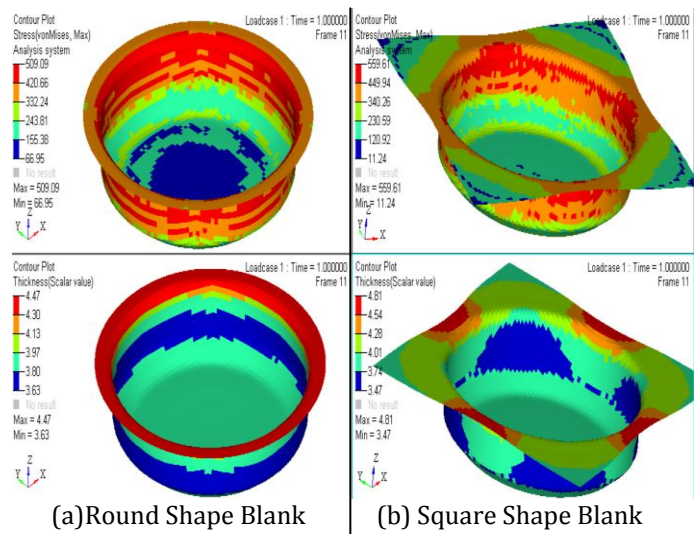 Contour Plot
Stress(vonMises, Max)
Analysis system
509.09
420.66
332.24
243.81
155.38
66.95
No result
Max = 509.09
Min = 66.95
Loadcase 1 : Time = 1.000000
Frame 11
Z
Y
X
Contour Plot
Stress(vonMises, Max)
Analysis system
559.61
449.94
340.26
230.59
120.92
11.24
No result
Max = 559.61
Min = 11.24
Loadcase 1 : Time = 1.000000
Frame 11
Z
Y
X
Contour Plot
Thickness(Scalar value)
4.47
4.30
4.13
3.97
3.80
3.63
No result
Max = 4.47
Min = 3.63
Loadcase 1 : Time = 1.000000
Frame 11
Z
Y
X
Contour Plot
Thickness(Scalar value)
4.81
4.54
4.28
4.01
3.74
3.47
No result
Max = 4.81
Min = 3.47
Loadcase 1 : Time = 1.000000
Frame 11
Z
Y
X
(a)Round Shape Blank
(b) Square Shape Blank